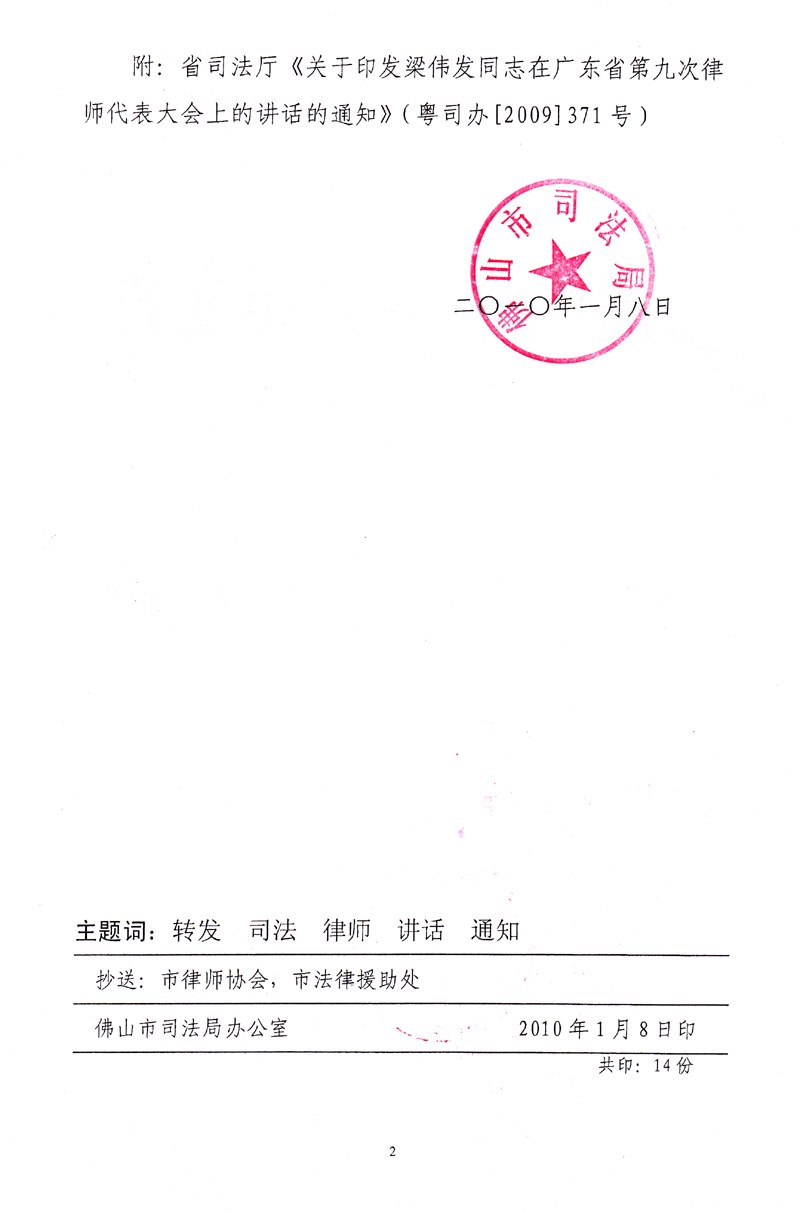 附：省司法厅《关于印发梁伟发同志在广东省第九次律
师代表大会上的讲话的通知》（粤司办[2009]371号）
佛山市司法局
二〇一〇年一月八日
主题词：转发 司法 律师 讲话 通知
抄送：市律师协会，市法律援助处
佛山市司法局办公室 2010年1月8日印
共印：14份
2